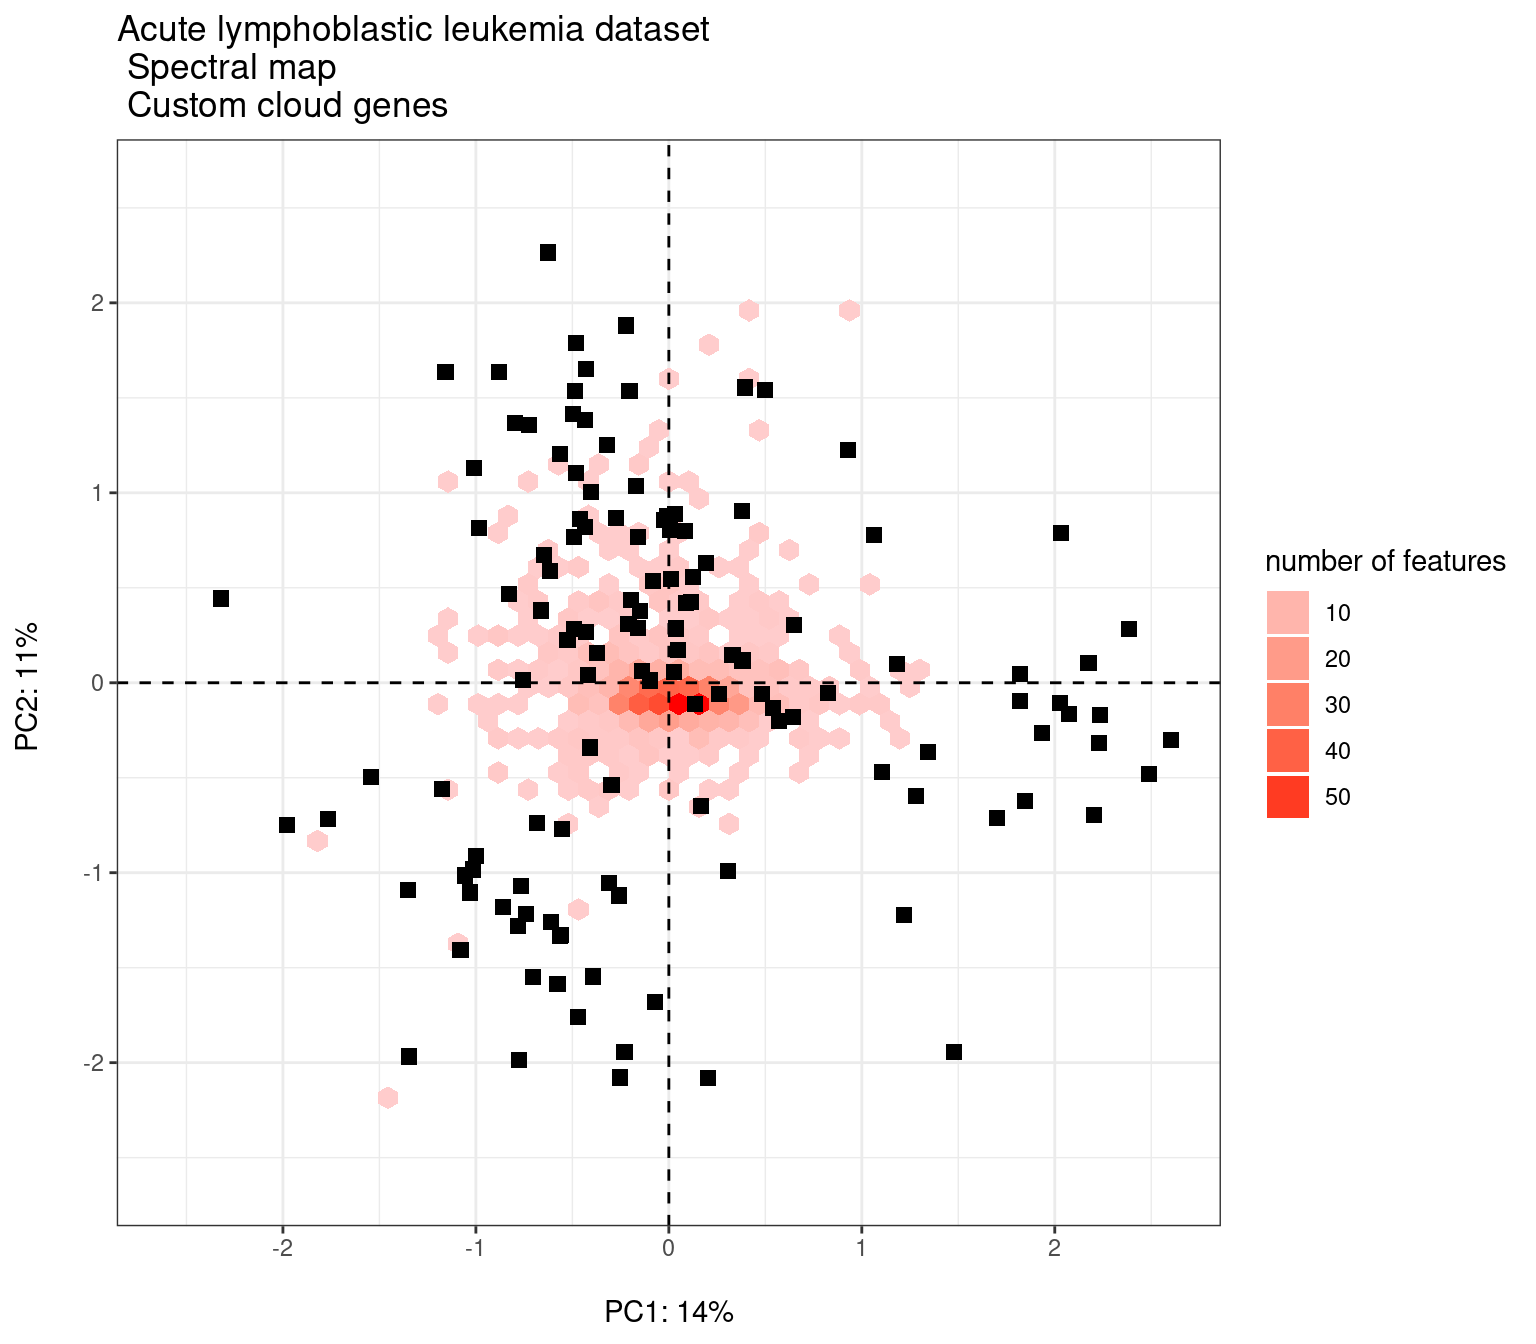 Acute lymphoblastic leukemia dataset
Spectral map
Custom cloud genes
PC2: 11%
2
1
0
-1
-2
-2
-1
0
1
2
PC1: 14%
number of features
10
20
30
40
50